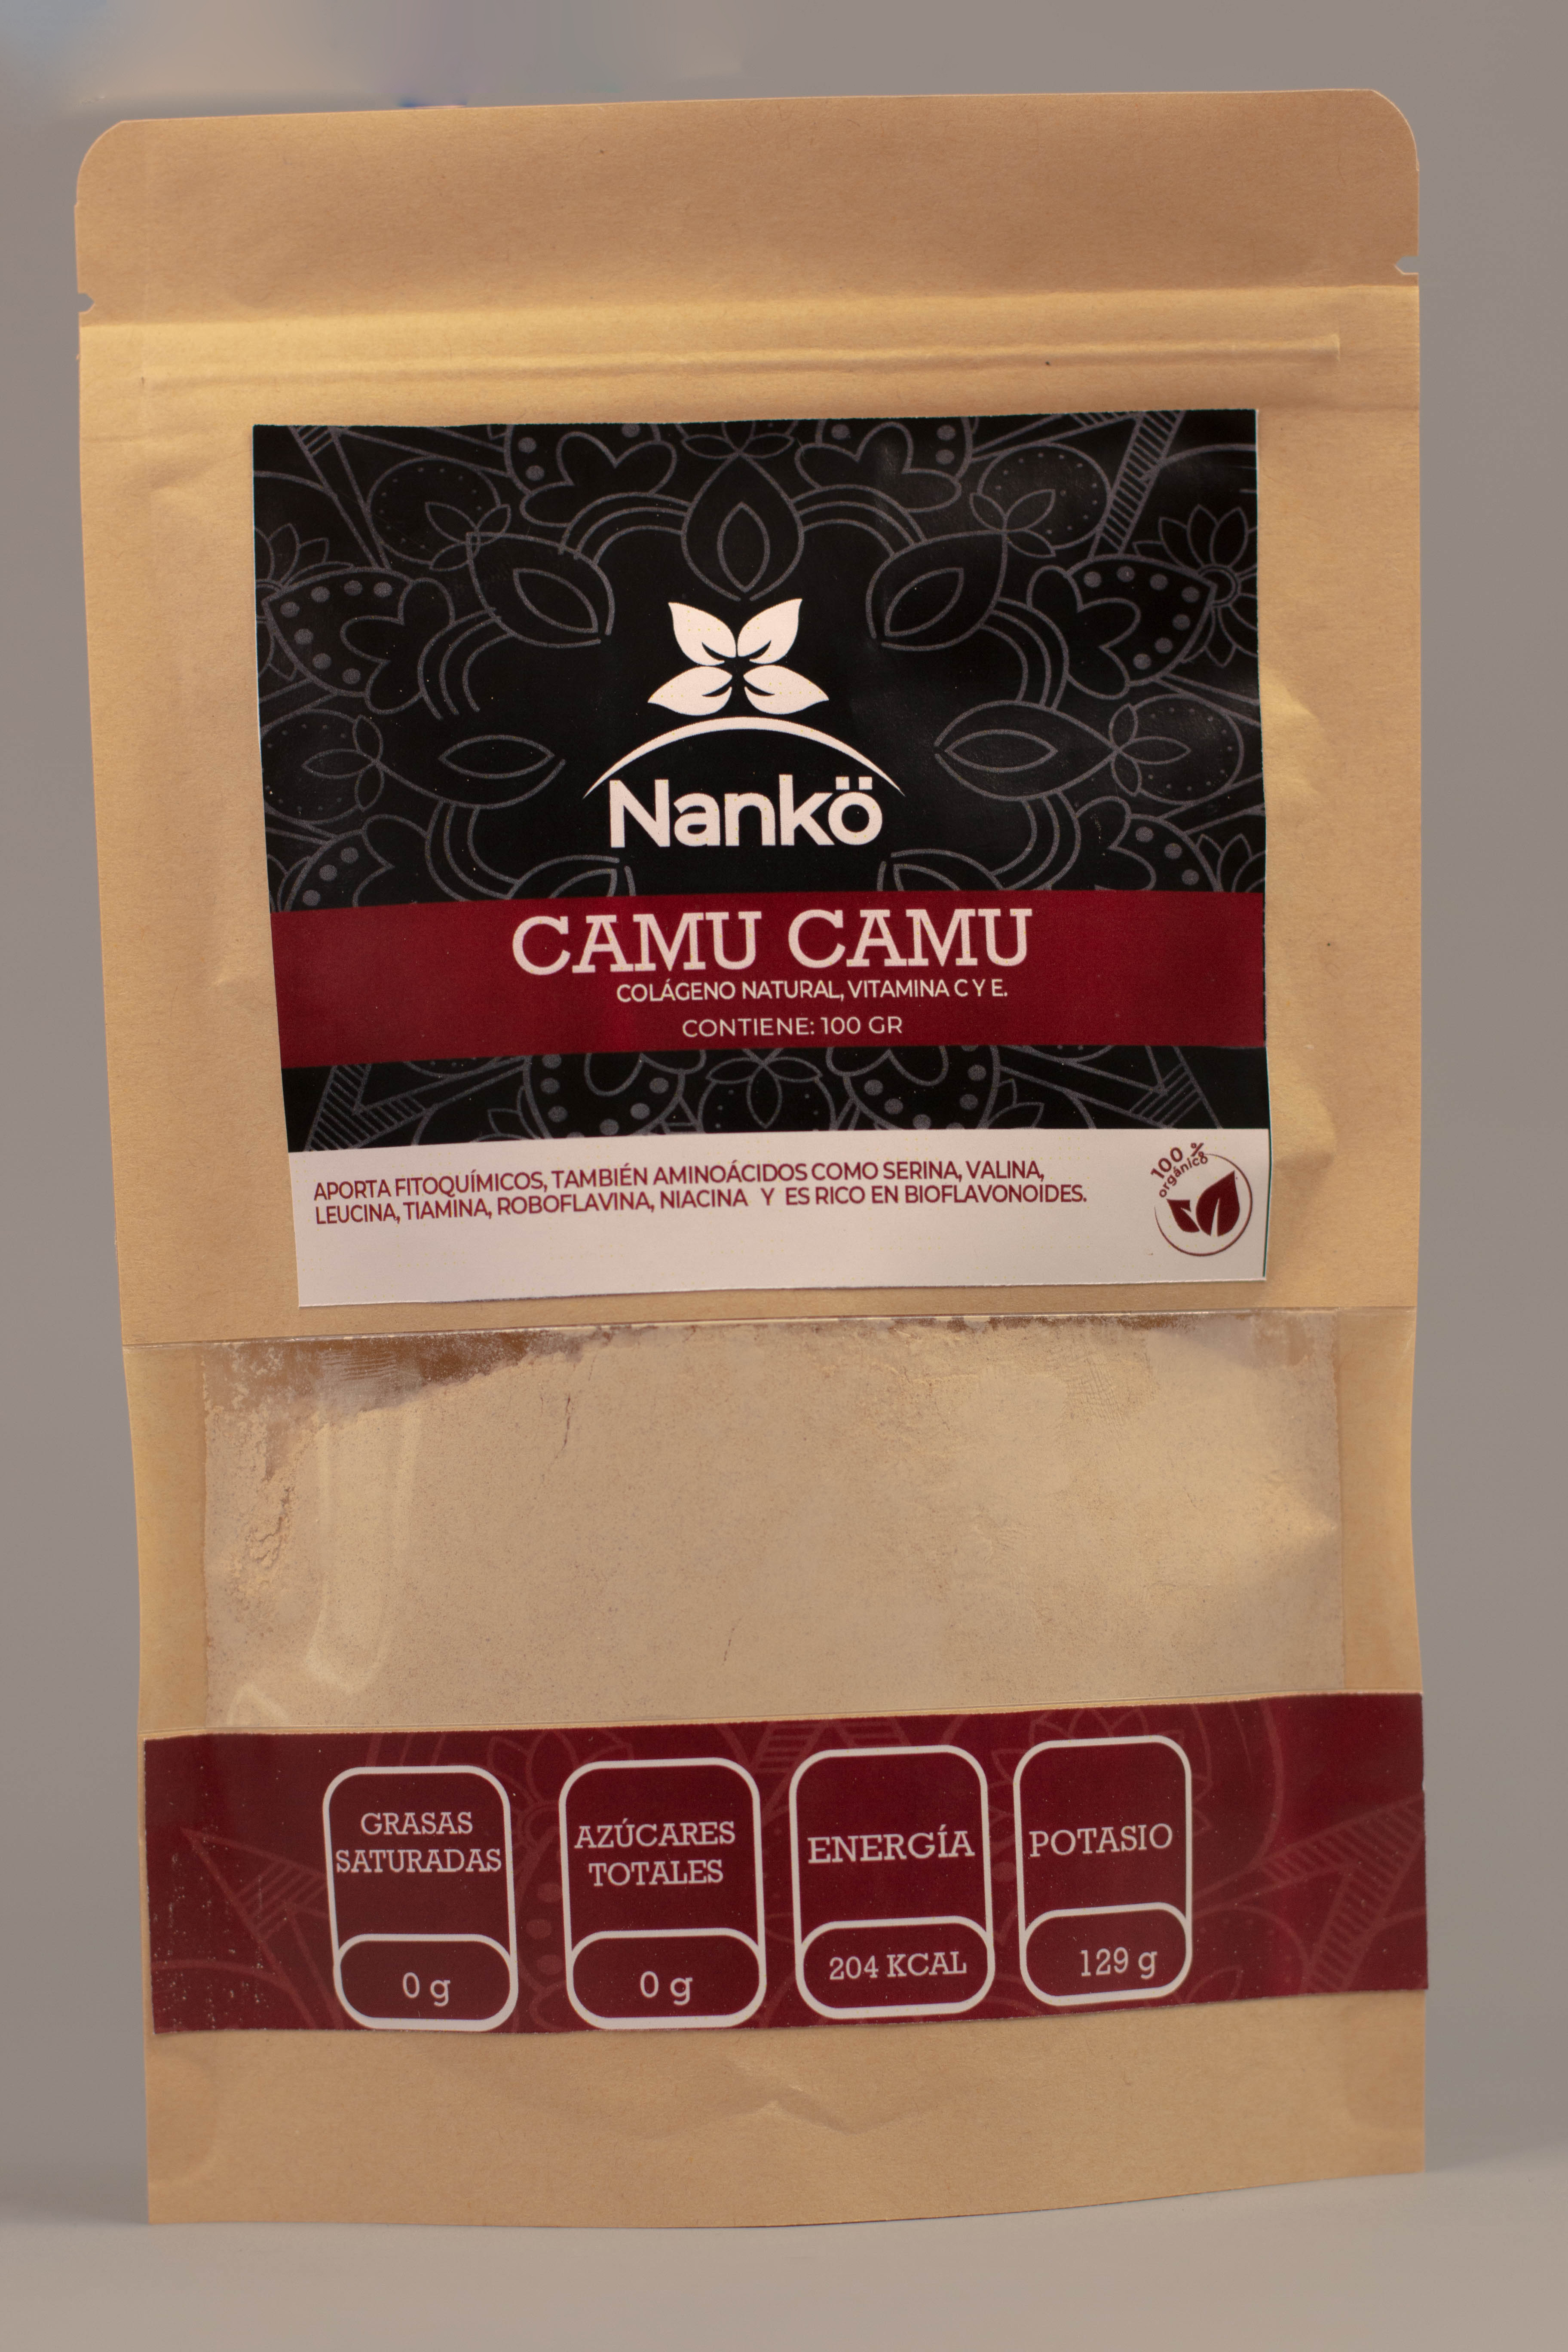 Nankö
CAMU CAMU
COLÁGENO NATURAL, VITAMINA C Y E.
CONTIENE: 100 GR
APORTA FITOQUÍMICOS, TAMBIÉN AMINOÁCIDOS COMO SERINA, VALINA,
LEUCINA, TIAMINA, ROBOFLAVINA, NIACINA Y ES RICO EN BIOFLAVONOIDES.
100 %
orgánico
GRASAS
SATURADAS
0 g
AZÚCARES
TOTALES
0 g
ENERGÍA
204 KCAL
POTASIO
129 g